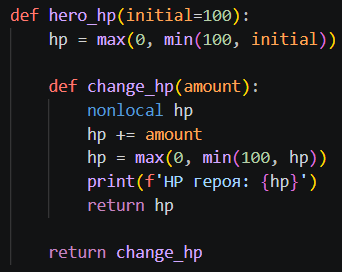 def hero_hp(initial=100):
    hp = max(0, min(100, initial))

    def change_hp(amount):
        nonlocal hp
        hp += amount
        hp = max(0, min(100, hp))
        print(f'HP героя: {hp}')
        return hp

    return change_hp